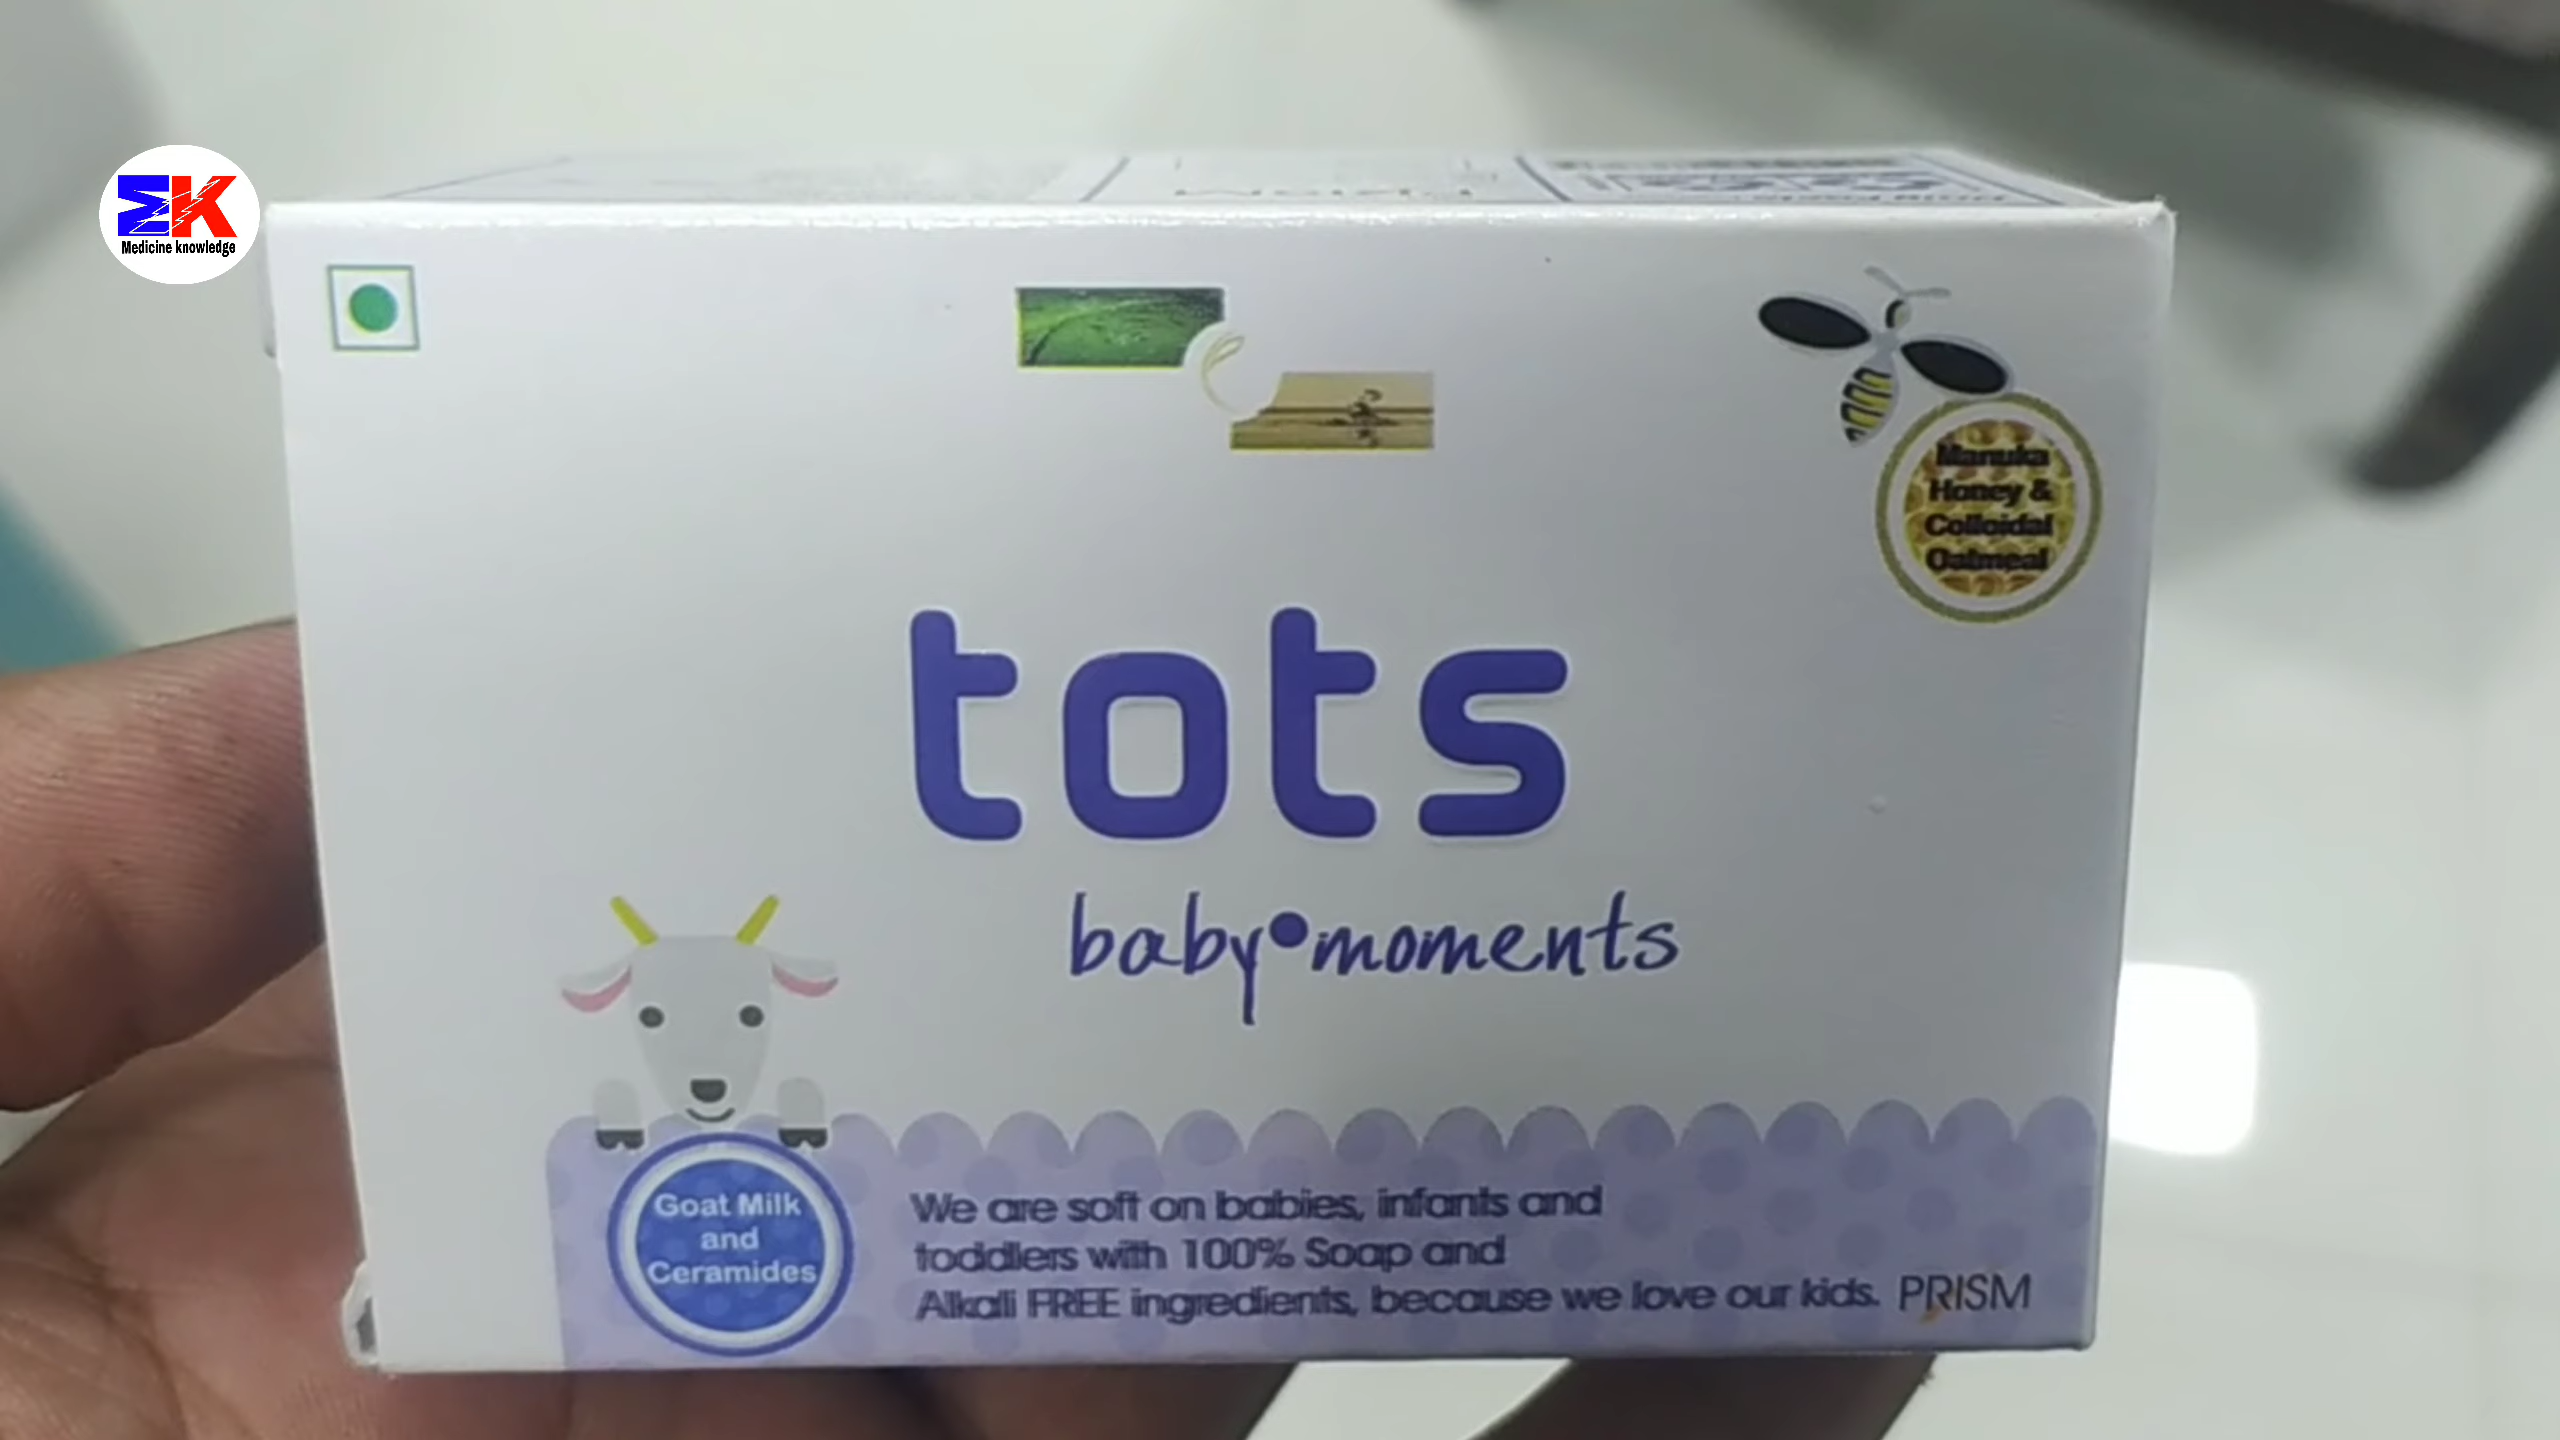 MK
Medicine knowledge
Manuka
Honey &
Colloidal
Oatmeal
tots
baby•moments
Goat Milk
and
Ceramides
We are soft on babies, infants and
toddlers with 100% Soap and
Alkali FREE ingredients, because we love our kids. PRISM